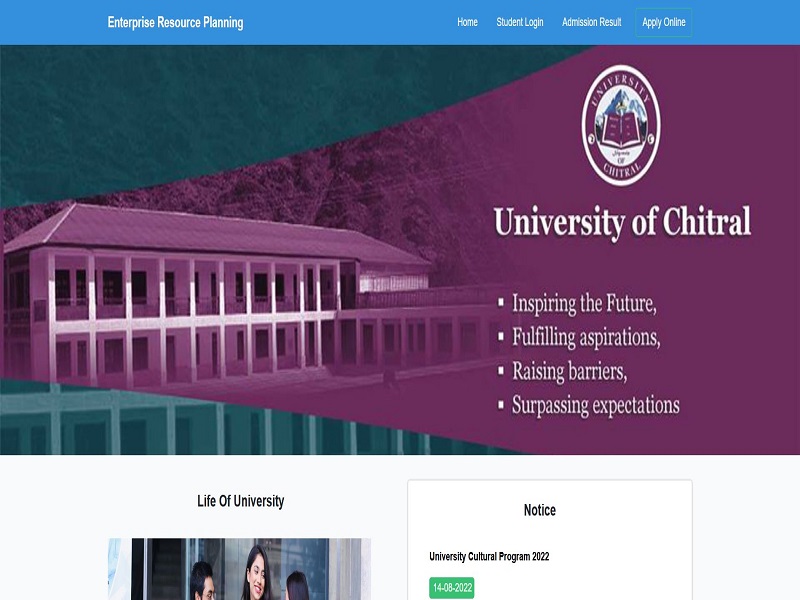 Enterprise Resource Planning
Home
Student Login
Admission Result
Apply Online
UNIVERSITY
OF
CHITRAL
University of Chitral
▪ Inspiring the Future,
▪ Fulfilling aspirations,
▪ Raising barriers,
▪ Surpassing expectations
Life Of University
Notice
University Cultural Program 2022
14-08-2022